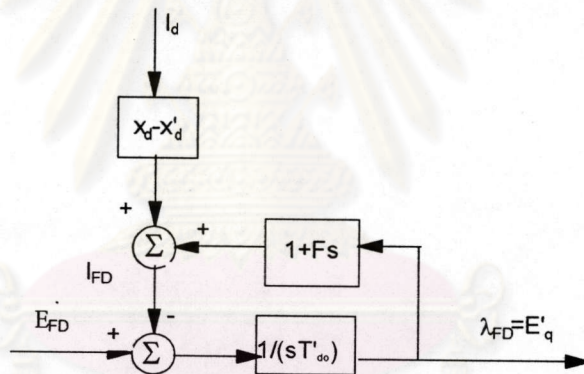 I_d
x_d-x'_d
+
+
Σ
1+Fs
I_FD
-
E_FD
+
Σ
1/(sT'_do)
λ_FD=E'_q